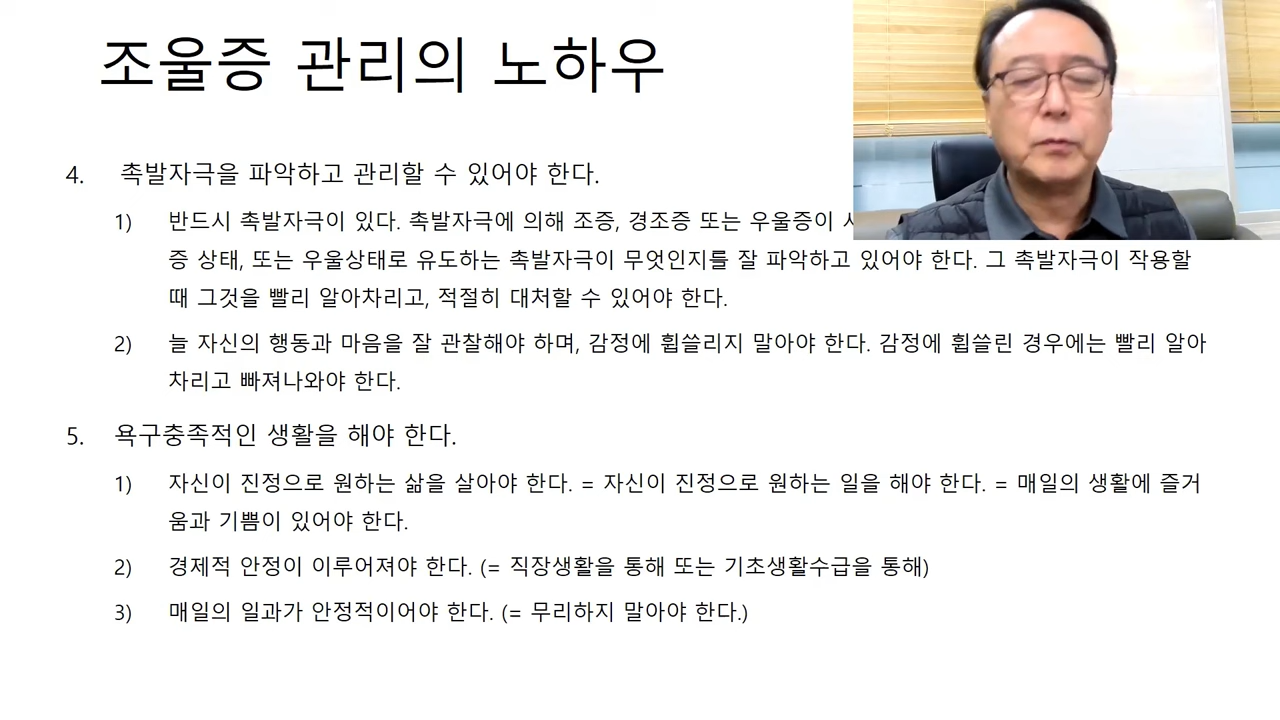 조울증 관리의 노하우
4. 촉발자극을 파악하고 관리할 수 있어야 한다.
1) 반드시 촉발자극이 있다. 촉발자극에 의해 조증, 경조증 또는 우울증이
증 상태, 또는 우울상태로 유도하는 촉발자극이 무엇인지를 잘 파악하고 있어야 한다. 그 촉발자극이 작용할
때 그것을 빨리 알아차리고, 적절히 대처할 수 있어야 한다.
2) 늘 자신의 행동과 마음을 잘 관찰해야 하며, 감정에 휩쓸리지 말아야 한다. 감정에 휩쓸린 경우에는 빨리 알아
차리고 빠져나와야 한다.
5. 욕구충족적인 생활을 해야 한다.
1) 자신이 진정으로 원하는 삶을 살아야 한다. = 자신이 진정으로 원하는 일을 해야 한다. = 매일의 생활에 즐거
움과 기쁨이 있어야 한다.
2) 경제적 안정이 이루어져야 한다. (= 직장생활을 통해 또는 기초생활수급을 통해)
3) 매일의 일과가 안정적이어야 한다. (= 무리하지 말아야 한다.)